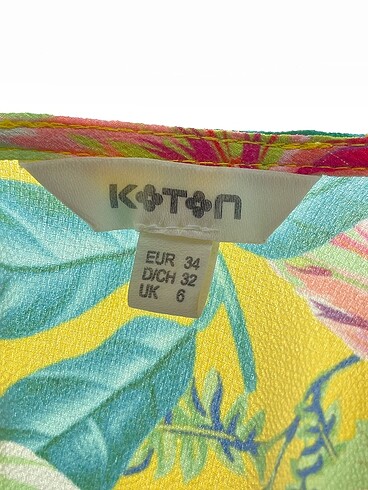 KOTON
EUR 34
D/CH 32
UK 6